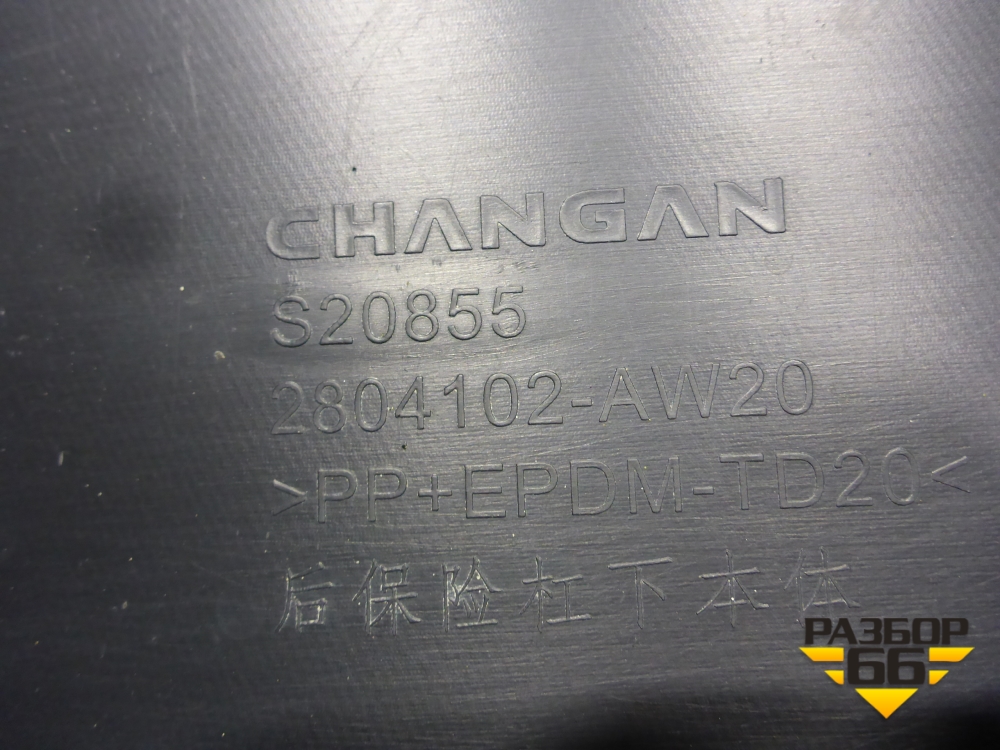 CHANGAN
S20855
2804102-AW20
>PP+EPDM-TD20<
后保险杠下本体
РАЗБОР
66